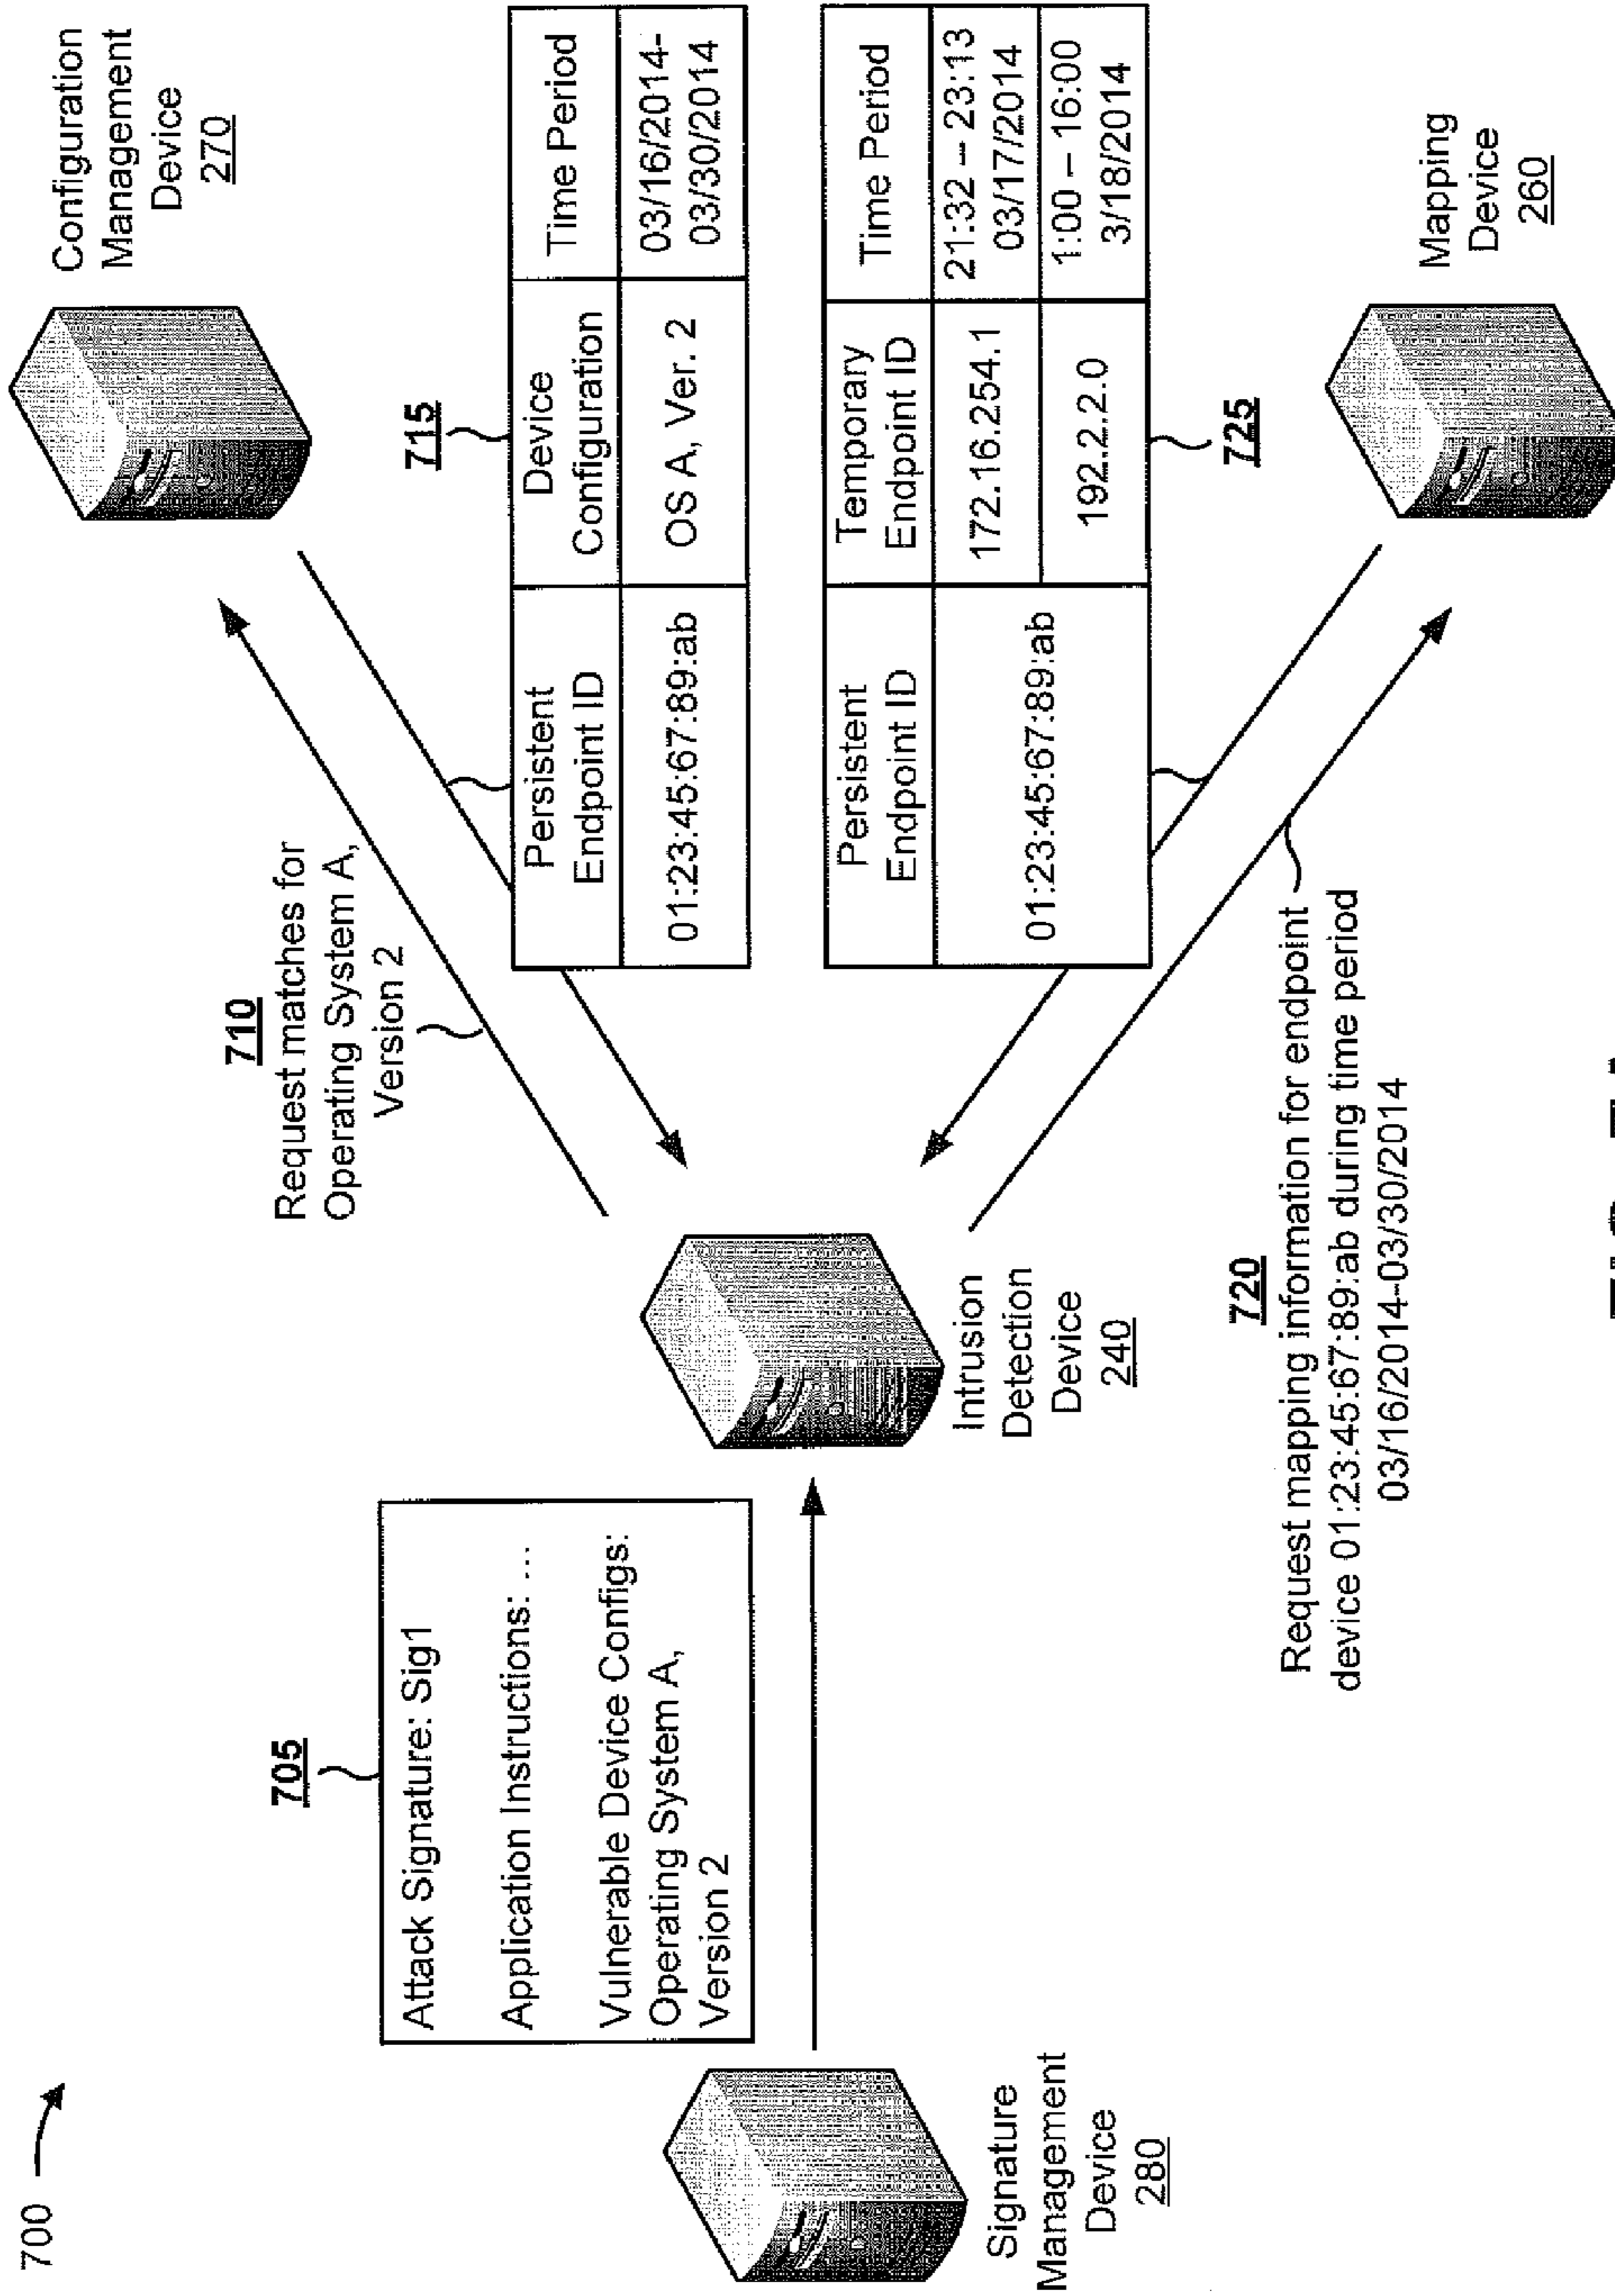 700
705
Attack Signature: Sig1
Application Instructions: ...
Vulnerable Device Configs:
Operating System A,
Version 2
Signature
Management
Device
280
Intrusion
Detection
Device
240
710
Request matches for
Operating System A,
Version 2
Configuration
Management
Device
270
715
Persistent
Endpoint ID
Device
Configuration
Time Period
01:23:45:67:89:ab
OS A, Ver. 2
03/16/2014-
03/30/2014
Persistent
Endpoint ID
Temporary
Endpoint ID
Time Period
01:23:45:67:89:ab
172.16.254.1
21:32 – 23:13
03/17/2014
192.2.2.0
1:00 – 16:00
3/18/2014
725
720
Request mapping information for endpoint
device 01:23:45:67:89:ab during time period
03/16/2014-03/30/2014
Mapping
Device
260